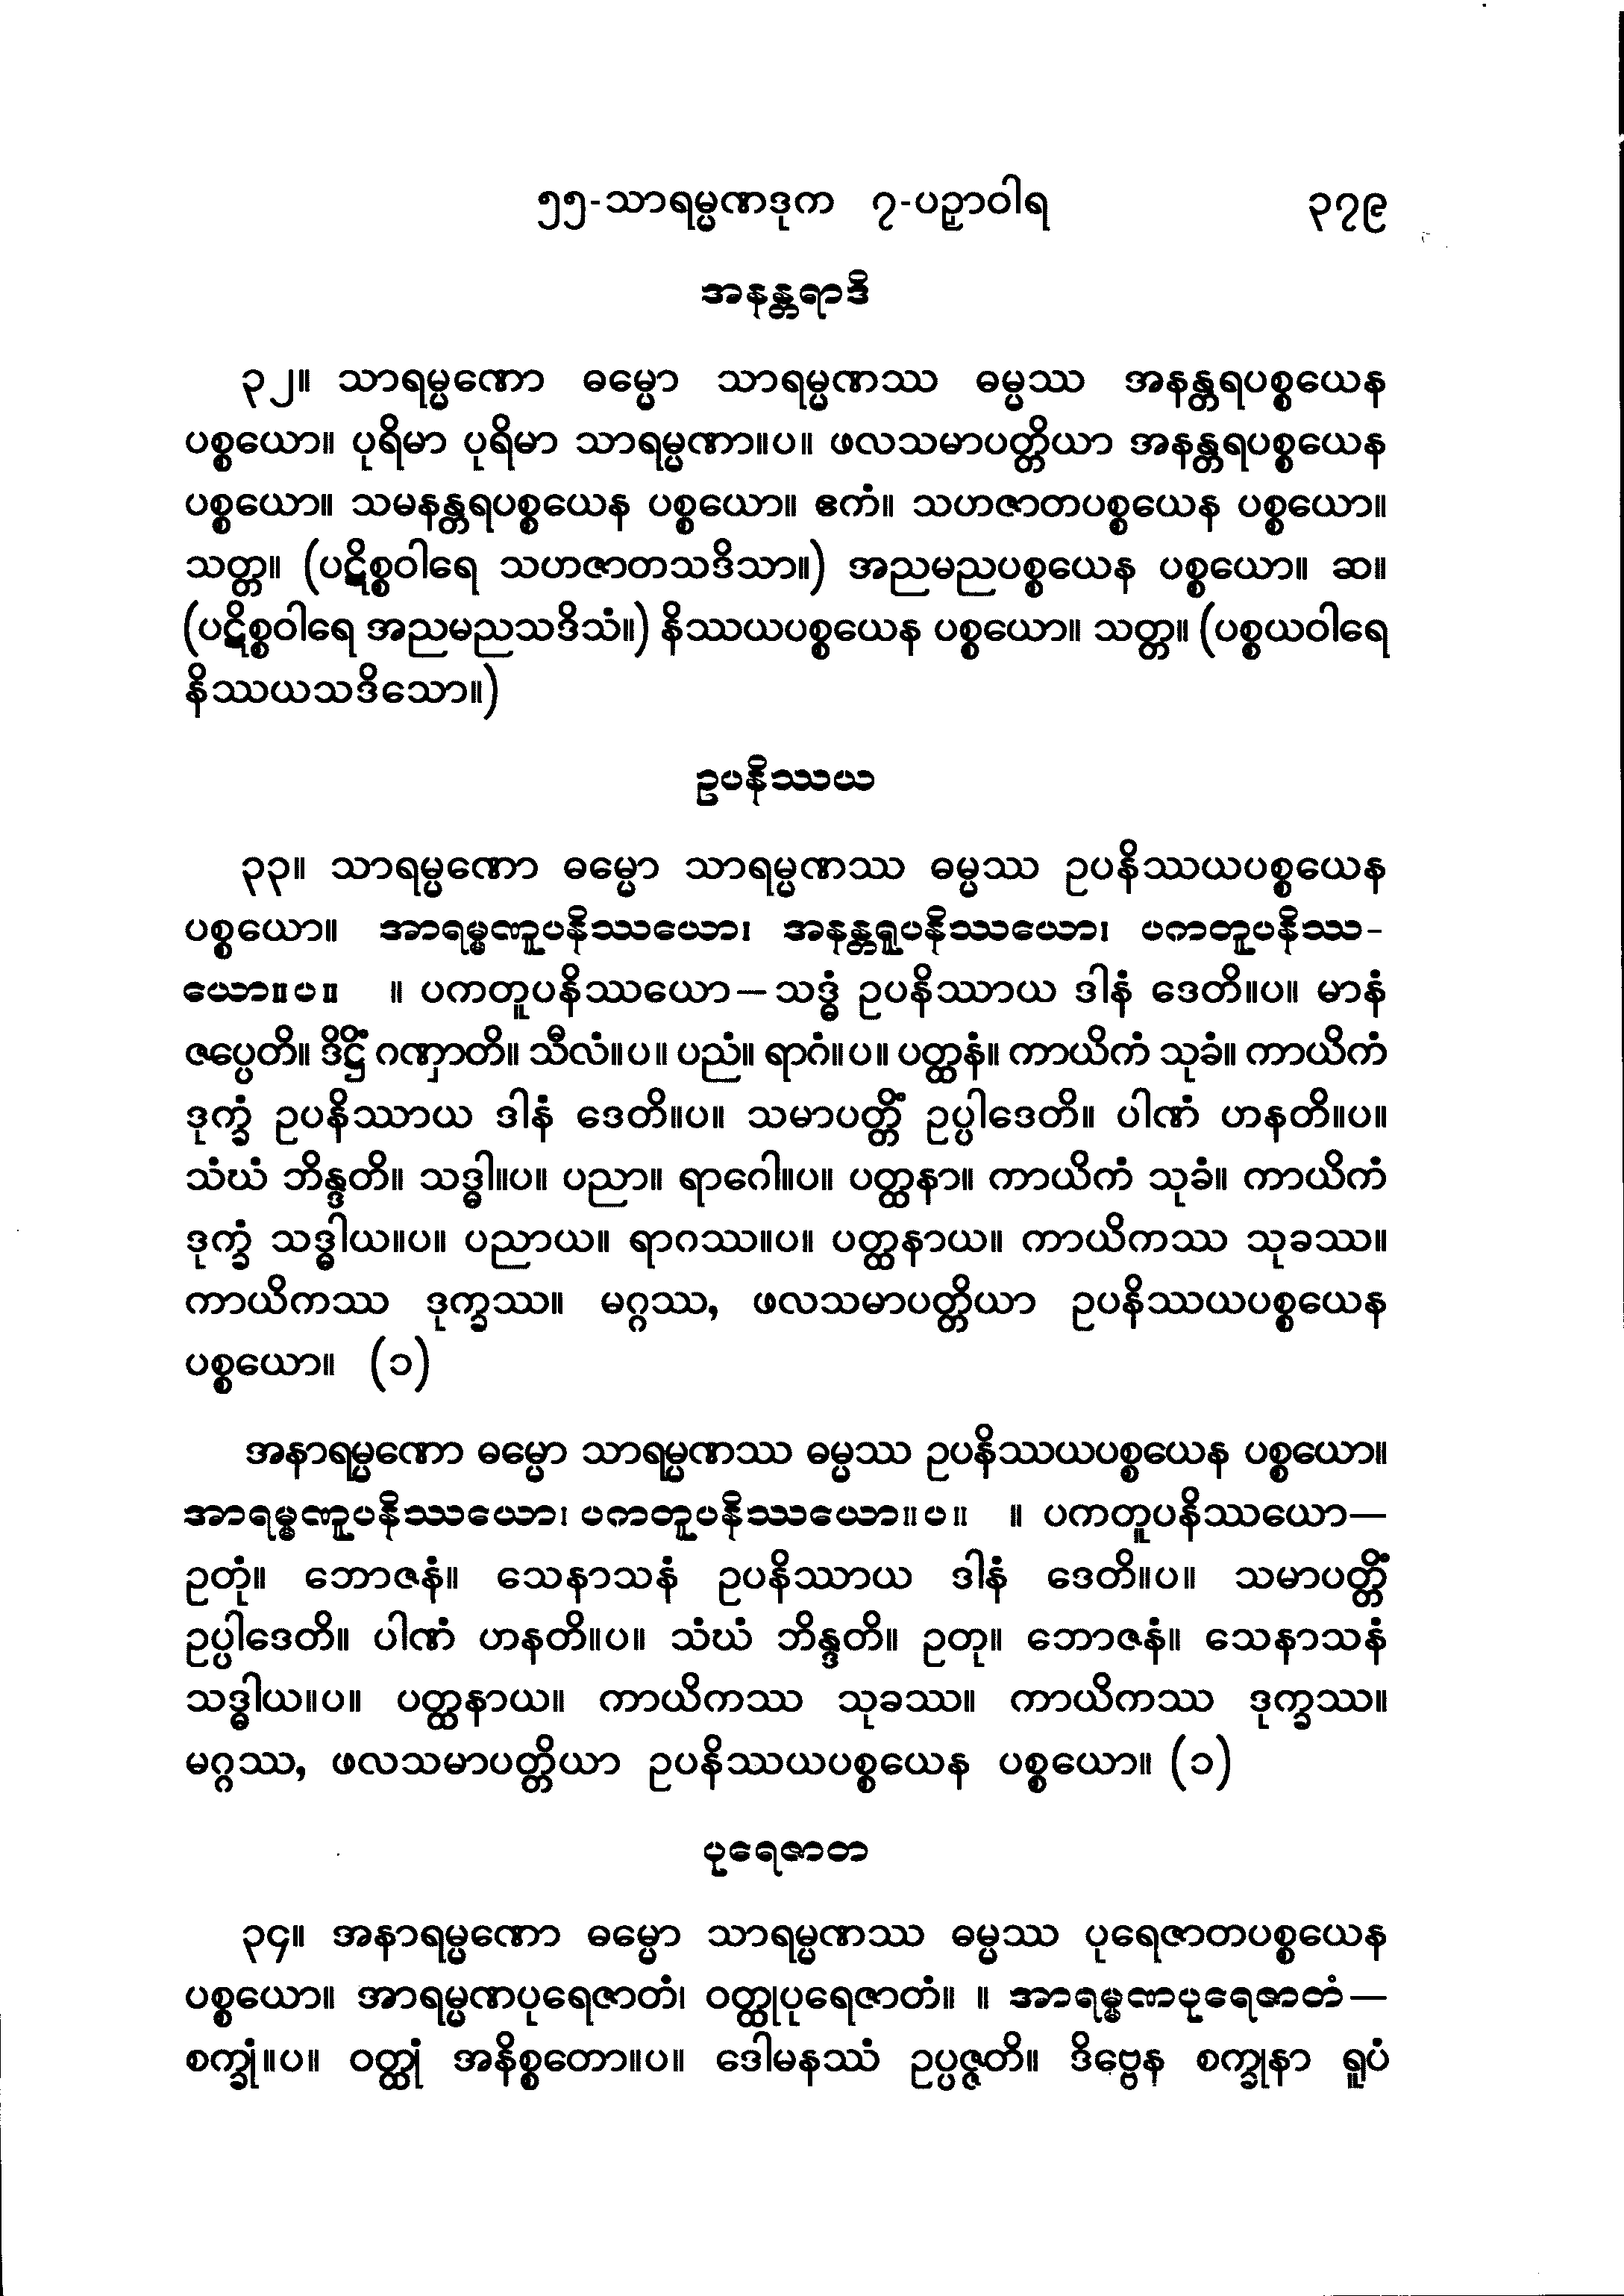 ၅၅-သာရမ္မဏဒုက ၇-ပဉှာဝါရ ၃၇၉
အနန္တရာဒိ
၃၂။ သာရမ္မဏော ဓမ္မော သာရမ္မဏဿ ဓမ္မဿ အနန္တရပစ္စယေန
ပစ္စယော။ ပုရိမာ ပုရိမာ သာရမ္မဏာ။ပ။ ဖလသမာပတ္တိယာ အနန္တရပစ္စယေန
ပစ္စယော။ သမနန္တရပစ္စယေန ပစ္စယော။ ဧကံ။ သဟဇာတပစ္စယေန ပစ္စယော။
သတ္တ။ (ပဋိစ္စဝါရေ သဟဇာတသဒိသာ။) အညမညပစ္စယေန ပစ္စယော။ ဆ။
(ပဋိစ္စဝါရေ အညမညသဒိသံ။) နိဿယပစ္စယေန ပစ္စယော။ သတ္တ။ (ပစ္စယဝါရေ
နိဿယသဒိသော။)
ဥပနိဿယ
၃၃။ သာရမ္မဏော ဓမ္မော သာရမ္မဏဿ ဓမ္မဿ ဥပနိဿယပစ္စယေန
ပစ္စယော။ အာရမ္မဏူပနိဿယော၊ အနန္တရူပနိဿယော၊ ပကတူပနိဿ-
ယော။ပ။ ။ ပကတူပနိဿယော—သဒ္ဓံ ဥပနိဿာယ ဒါနံ ဒေတိ။ပ။ မာနံ
ဇပ္ပေတိ။ ဒိဋ္ဌိံ ဂဏှာတိ။ သီလံ။ပ။ ပညံ။ ရာဂံ။ပ။ ပတ္ထနံ။ ကာယိကံ သုခံ။ ကာယိကံ
ဒုက္ခံ ဥပနိဿာယ ဒါနံ ဒေတိ။ပ။ သမာပတ္တိံ ဥပ္ပါဒေတိ။ ပါဏံ ဟနတိ။ပ။
သံဃံ ဘိန္ဒတိ။ သဒ္ဓါ။ပ။ ပညာ။ ရာဂေါ။ပ။ ပတ္ထနာ။ ကာယိကံ သုခံ။ ကာယိကံ
ဒုက္ခံ သဒ္ဓါယ။ပ။ ပညာယ။ ရာဂဿ။ပ။ ပတ္ထနာယ။ ကာယိကဿ သုခဿ။
ကာယိကဿ ဒုက္ခဿ။ မဂ္ဂဿ, ဖလသမာပတ္တိယာ ဥပနိဿယပစ္စယေန
ပစ္စယော။ (၁)
အနာရမ္မဏော ဓမ္မော သာရမ္မဏဿ ဓမ္မဿ ဥပနိဿယပစ္စယေန ပစ္စယော။
အာရမ္မဏူပနိဿယော၊ ပကတူပနိဿယော။ပ။ ။ ပကတူပနိဿယော—
ဥတုံ။ ဘောဇနံ။ သေနာသနံ ဥပနိဿာယ ဒါနံ ဒေတိ။ပ။ သမာပတ္တိံ
ဥပ္ပါဒေတိ။ ပါဏံ ဟနတိ။ပ။ သံဃံ ဘိန္ဒတိ။ ဥတု။ ဘောဇနံ။ သေနာသနံ
သဒ္ဓါယ။ပ။ ပတ္ထနာယ။ ကာယိကဿ သုခဿ။ ကာယိကဿ ဒုက္ခဿ။
မဂ္ဂဿ, ဖလသမာပတ္တိယာ ဥပနိဿယပစ္စယေန ပစ္စယော။ (၁)
ပုရေဇာတ
၃၄။ အနာရမ္မဏော ဓမ္မော သာရမ္မဏဿ ဓမ္မဿ ပုရေဇာတပစ္စယေန
ပစ္စယော။ အာရမ္မဏပုရေဇာတံ၊ ဝတ္ထုပုရေဇာတံ။ ။ အာရမ္မဏပုရေဇာတံ—
စက္ခုံ။ပ။ ဝတ္ထုံ အနိစ္စတော။ပ။ ဒေါမနဿံ ဥပ္ပဇ္ဇတိ။ ဒိဗ္ဗေန စက္ခုနာ ရူပံ